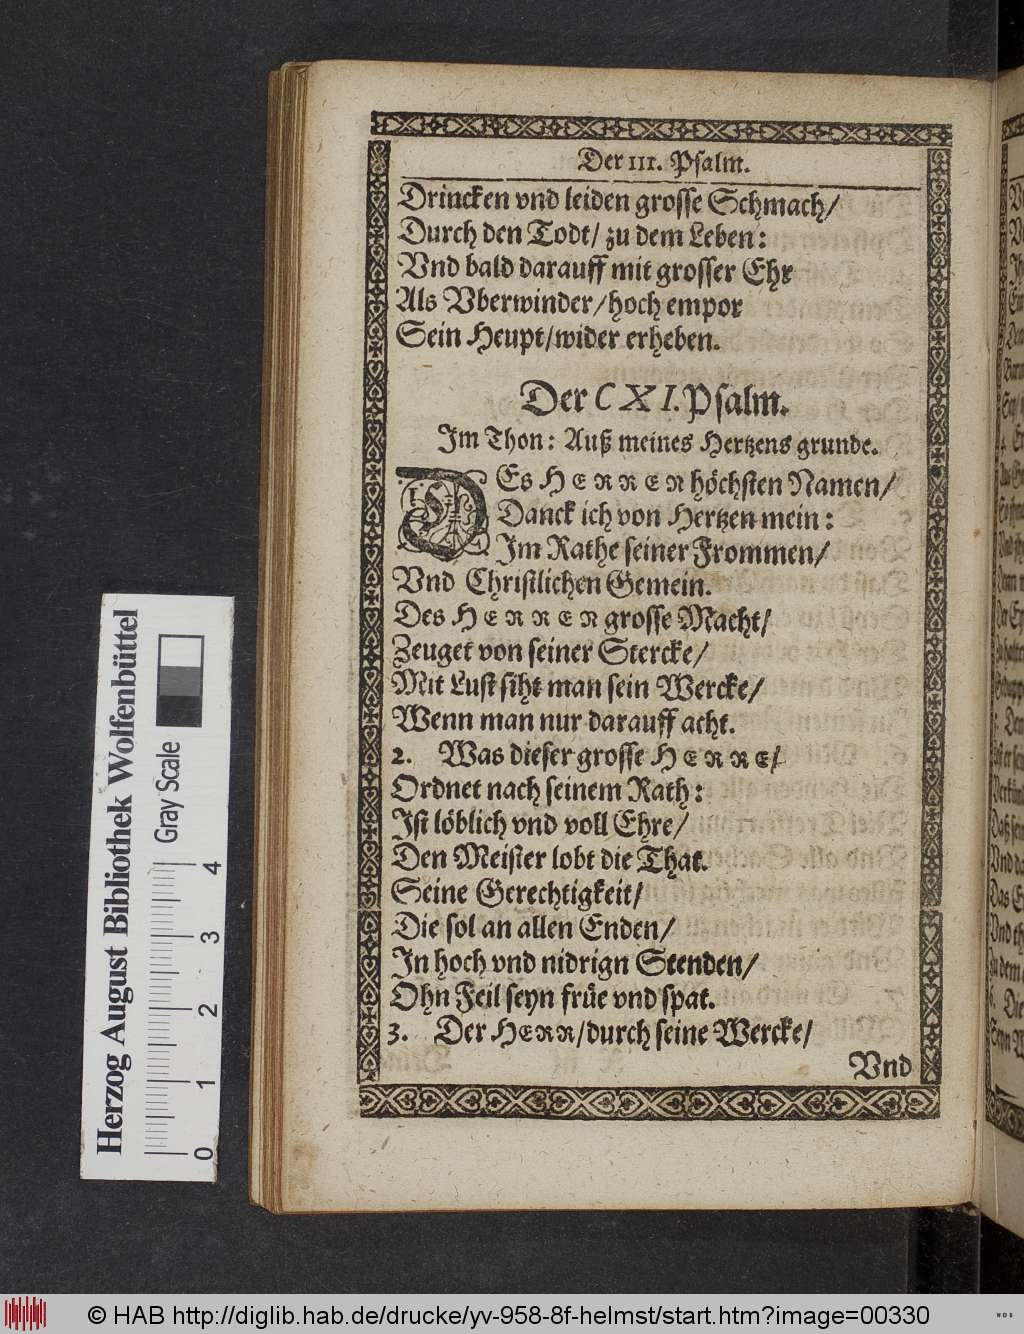 Der III. Psalm.
Drincken vnd leiden grosse Schmach/
Durch den Todt/ zu dem Leben:
Vnd bald darauff mit grosser Ehr
Als Vberwinder/hoch empor
Sein Heupt/wider erheben.
Der CXI. Psalm.
Im Thon: Auß meines Hertzens grunde.
DEs HERREN höchsten Namen/
Danck ich von Hertzen mein:
Im Rathe seiner Frommen/
Vnd Christlichen Gemein.
Des HERREN grosse Macht/
Zeuget von seiner Stercke/
Mit Lust siht man sein Wercke/
Wenn man nur darauff acht.
2. Was dieser grosse HERRE/
Ordnet nach seinem Rath:
Ist löblich vnd voll Ehre/
Den Meister lobt die That.
Seine Gerechtigkeit/
Die sol an allen Enden/
In hoch vnd nidrign Stenden/
Ohn Feil seyn früe vnd spat.
3. Der HERR/durch seine Wercke/
Vnd
Herzog August Bibliothek Wolfenbüttel
Gray Scale
0 1 2 3 4
© HAB http://diglib.hab.de/drucke/yv-958-8f-helmst/start.htm?image=00330